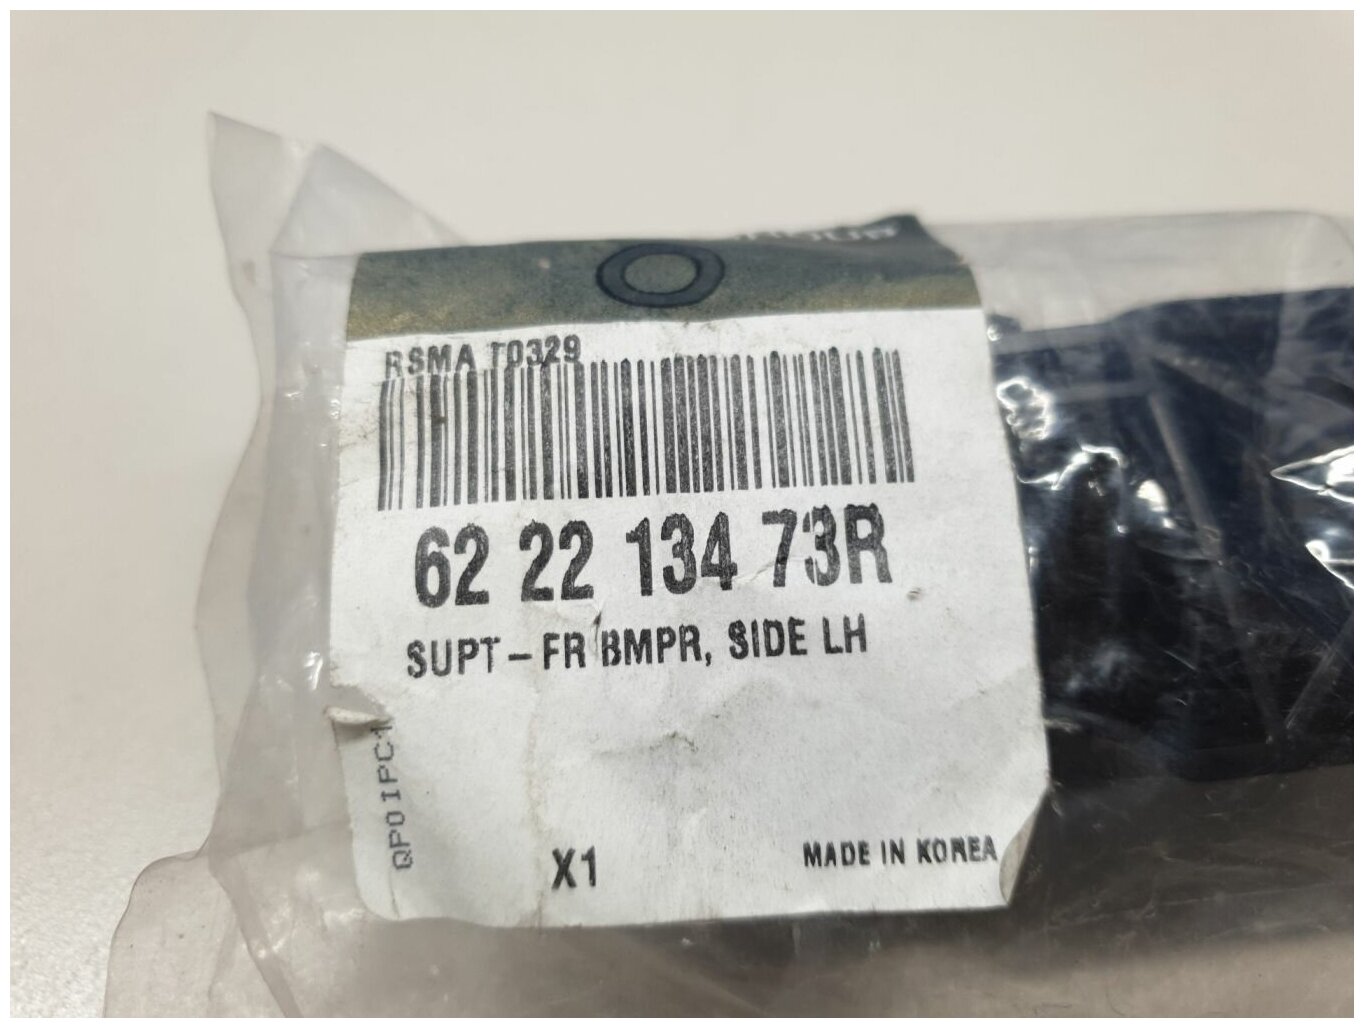 RSMA T0329
62 22 134 73R
SUPT-FR BMPR, SIDE LH
QP01PC1
X1
MADE IN KOREA